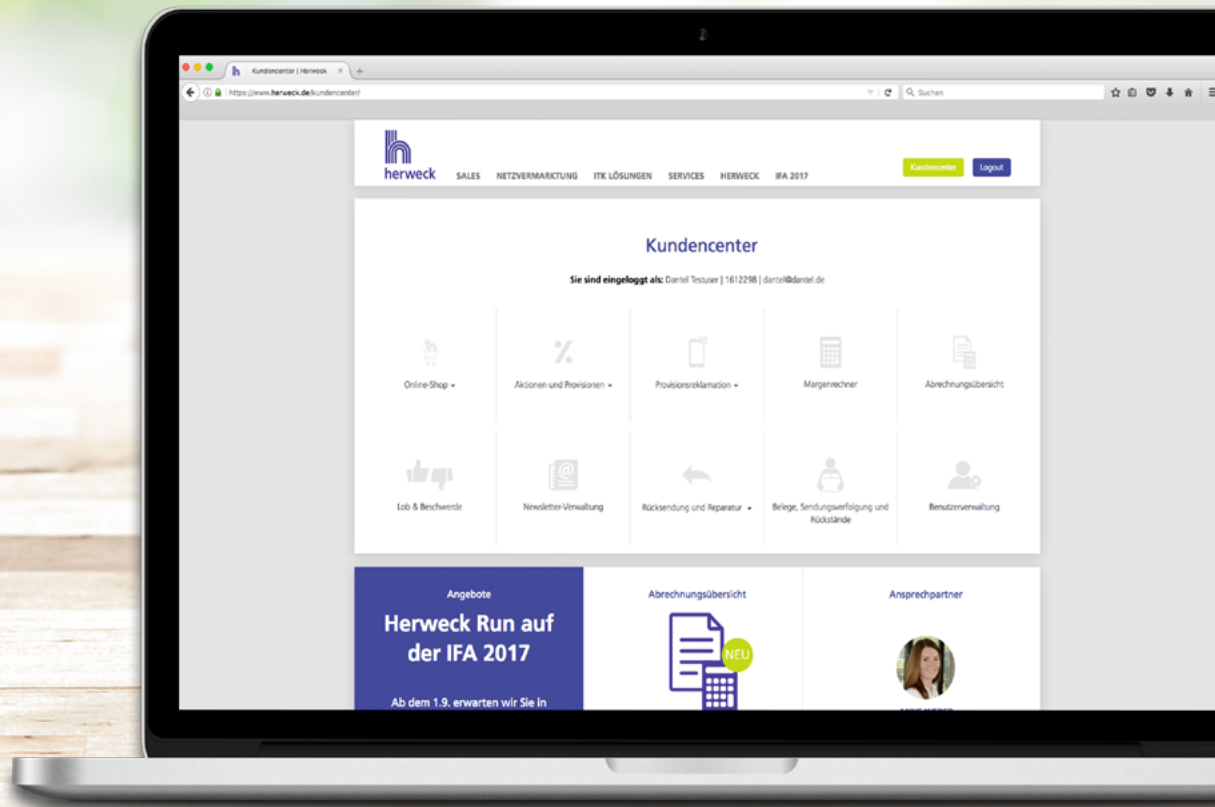 Kundencenter | Herweck
https://www.herweck.de/kundencenter/
Suchen
herweck
SALES NETZVERMARKTUNG ITK LÖSUNGEN SERVICES HERWECK IFA 2017
Kundencenter Logout
Kundencenter
Sie sind eingeloggt als: Dantel Testuser | 1612298 | dantel@dantel.de
Online-Shop
Aktionen und Provisionen
Provisionsreklamation
Margenrechner
Abrechnungsübersicht
Lob & Beschwerde
Newsletter-Verwaltung
Rücksendung und Reparatur
Belege, Sendungsverfolgung und
Rückstände
Benutzerverwaltung
Angebote
Herweck Run auf
der IFA 2017
Ab dem 1.9. erwarten wir Sie in
Abrechnungsübersicht
NEU
Ansprechpartner